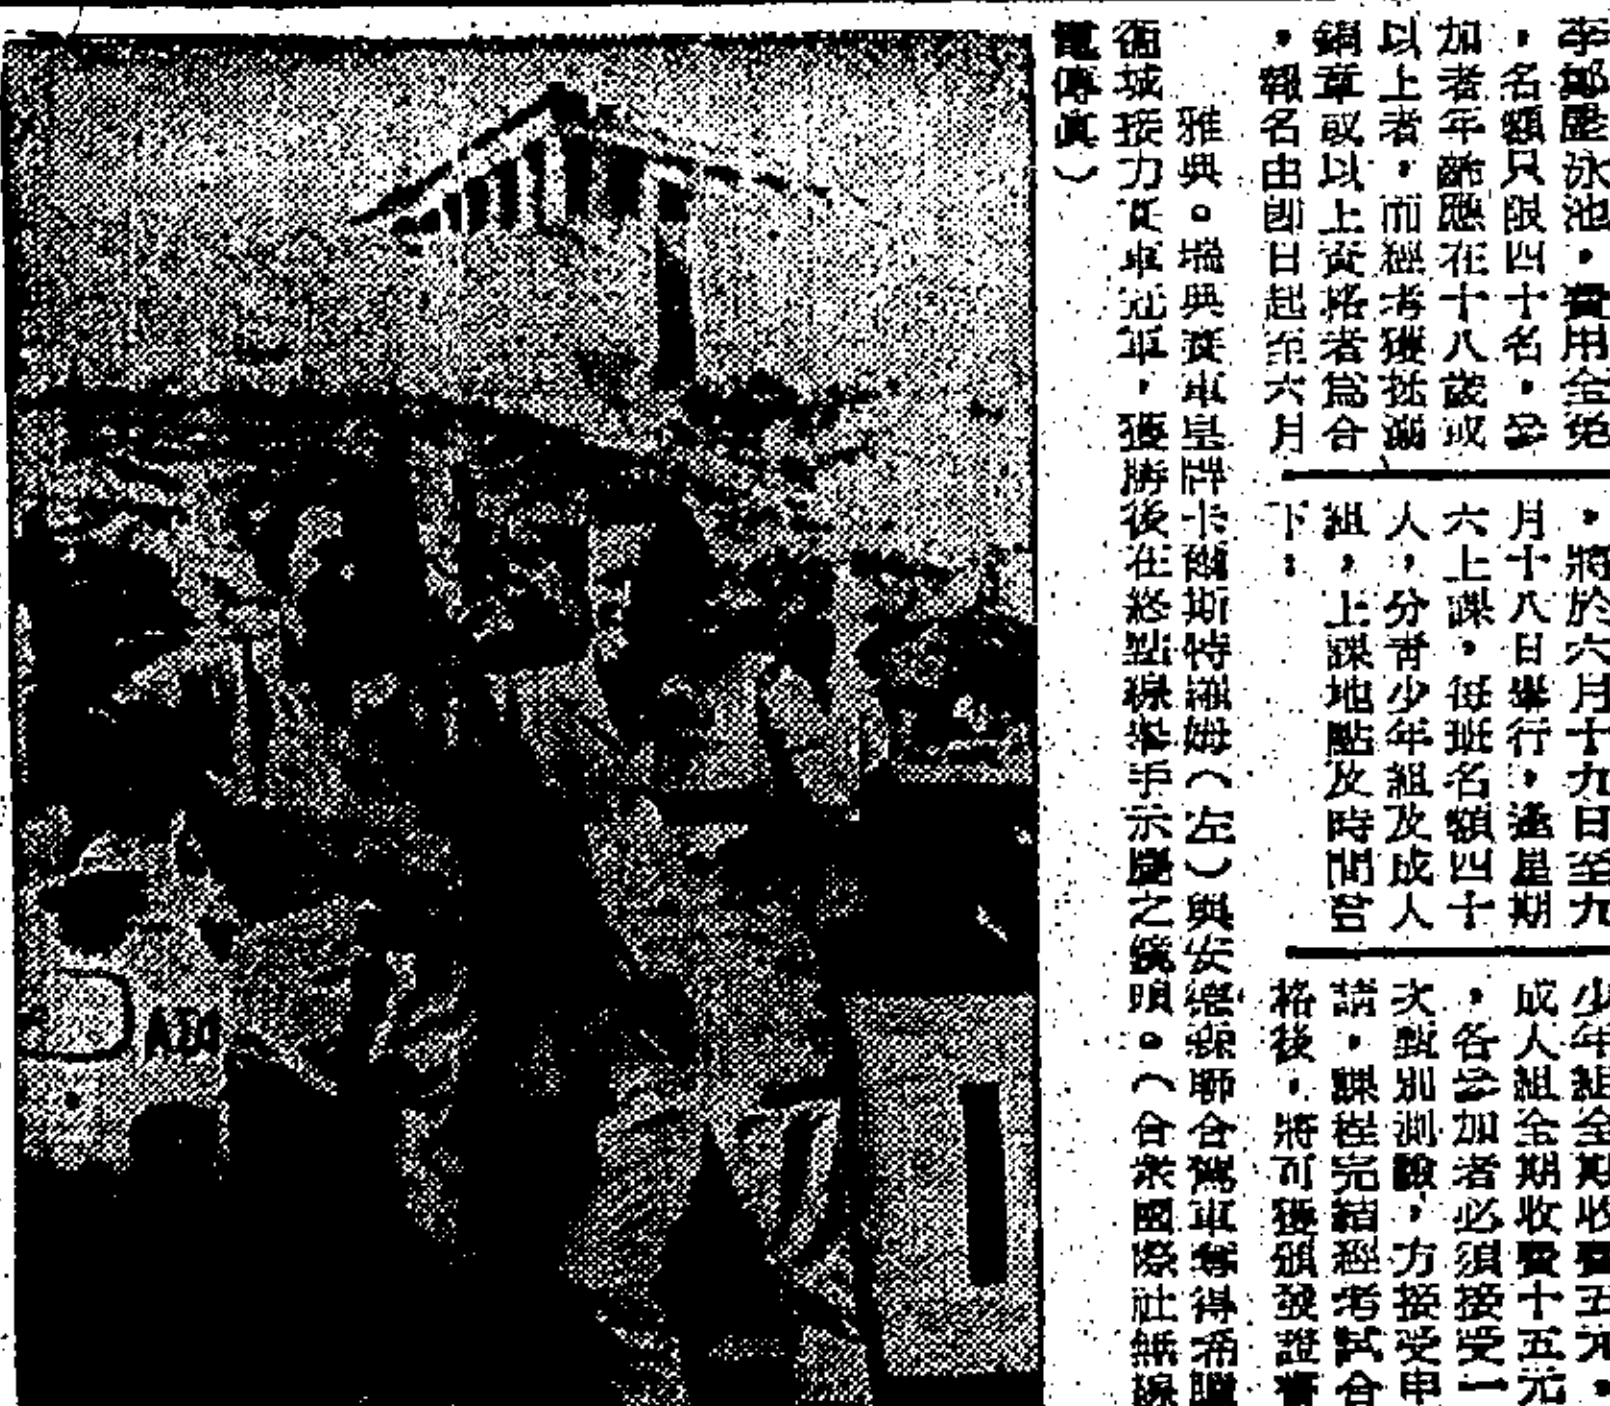 李鄭屋泳池，費用全免
，名額只限四十名，參
加者年齡應在十八歲或
以上者，而經考獲拯溺
銅章或以上資格者為合
，報名由即日起至六月
，將於六月十九日至九
月十八日舉行，逢星期
六上課，每班名額四十
人，分青少年組及成人
組，上課地點及時間
下：
少年組全期收費五元，
成人組全期收費十五元
，各參加者必須接受一
次甄別測驗，方接受申
請，課程完結經考試合
格後，將可獲頒發證書
雅典。瑞典賽車皇牌卡爾斯特羅姆（左）與安德森聯合駕車奪得希臘
衛城接力賽車冠軍，獲勝後在終點線舉手示慶之鏡頭。（合眾國際社無線
電傳真）